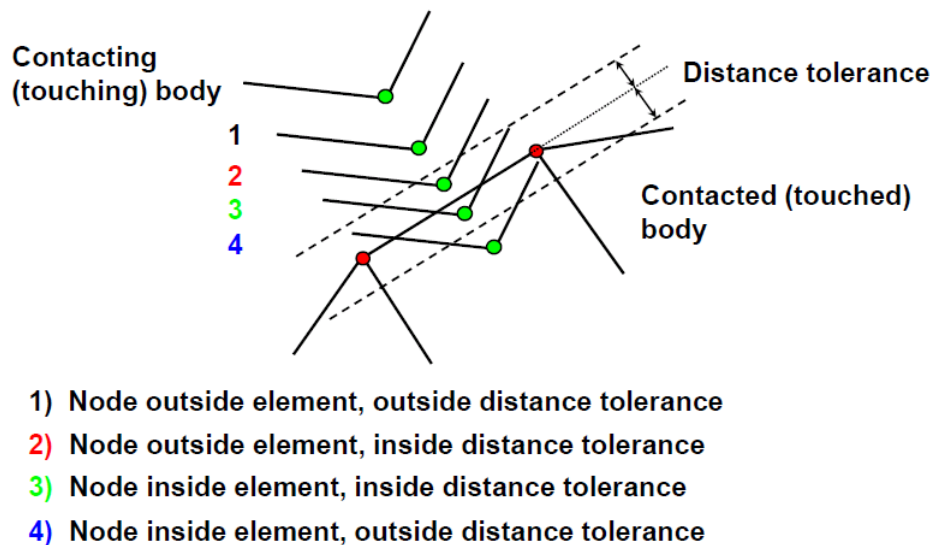 Contacting
(touching) body
Distance tolerance
1
2
3
4
Contacted (touched)
body
1) Node outside element, outside distance tolerance
2) Node outside element, inside distance tolerance
3) Node inside element, inside distance tolerance
4) Node inside element, outside distance tolerance